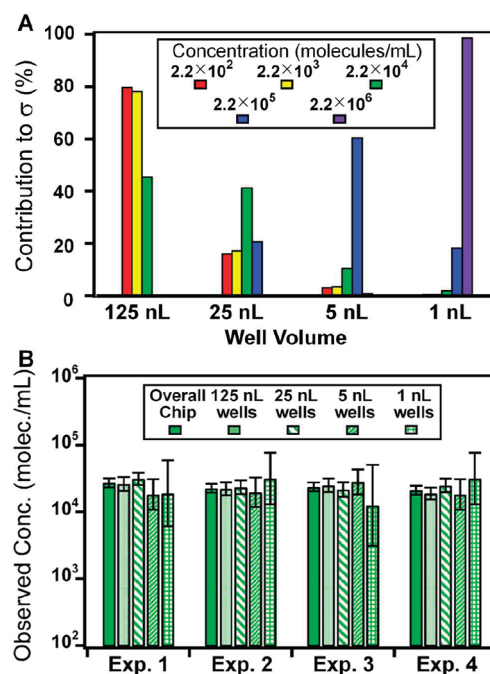 A
Contribution to σ (%)
100
80
60
40
20
0
Concentration (molecules/mL)
2.2×10² 2.2×10³ 2.2×10⁴
2.2×10⁵ 2.2×10⁶
125 nL 25 nL 5 nL 1 nL
Well Volume
B
Observed Conc. (molec./mL)
10⁶
10⁵
10⁴
10³
10²
Overall 125 nL 25 nL 5 nL 1 nL
Chip wells wells wells wells
Exp. 1 Exp. 2 Exp. 3 Exp. 4